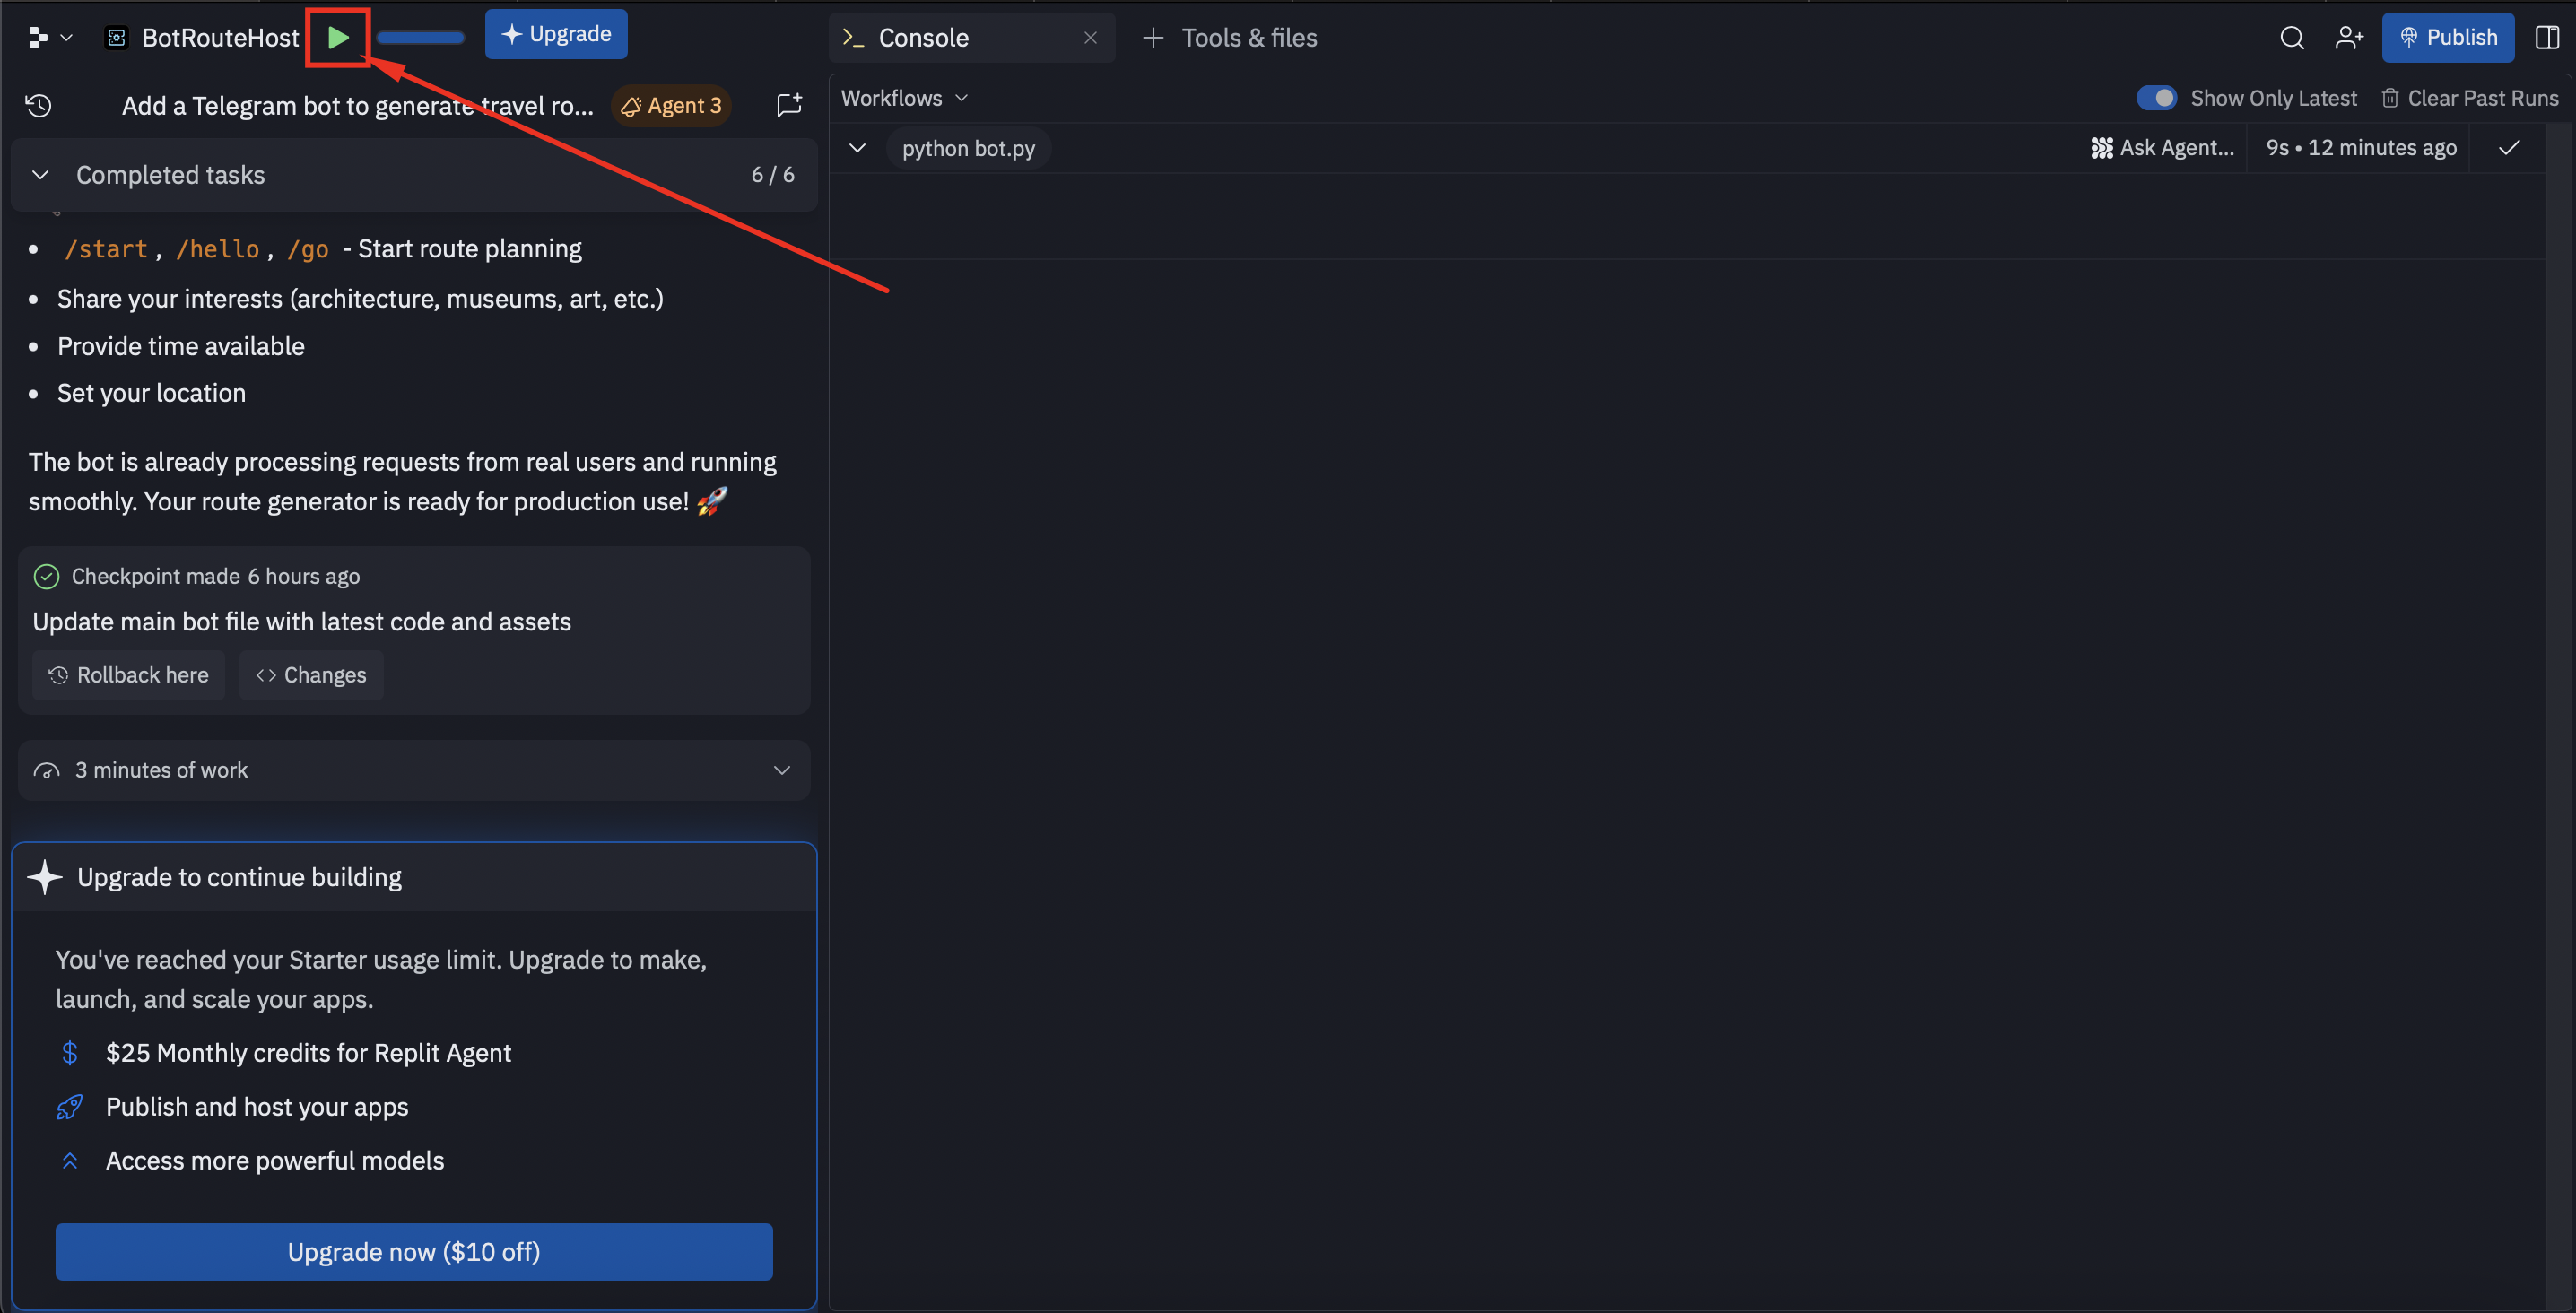 BotRouteHost
Upgrade
Console
Tools & files
Publish
Add a Telegram bot to generate travel ro...
Agent 3
Workflows
Show Only Latest
Clear Past Runs
python bot.py
Ask Agent...
9s • 12 minutes ago
Completed tasks
6 / 6
/start, /hello, /go - Start route planning
Share your interests (architecture, museums, art, etc.)
Provide time available
Set your location
The bot is already processing requests from real users and running
smoothly. Your route generator is ready for production use! 🚀
Checkpoint made 6 hours ago
Update main bot file with latest code and assets
Rollback here
Changes
3 minutes of work
Upgrade to continue building
You've reached your Starter usage limit. Upgrade to make,
launch, and scale your apps.
$25 Monthly credits for Replit Agent
Publish and host your apps
Access more powerful models
Upgrade now ($10 off)